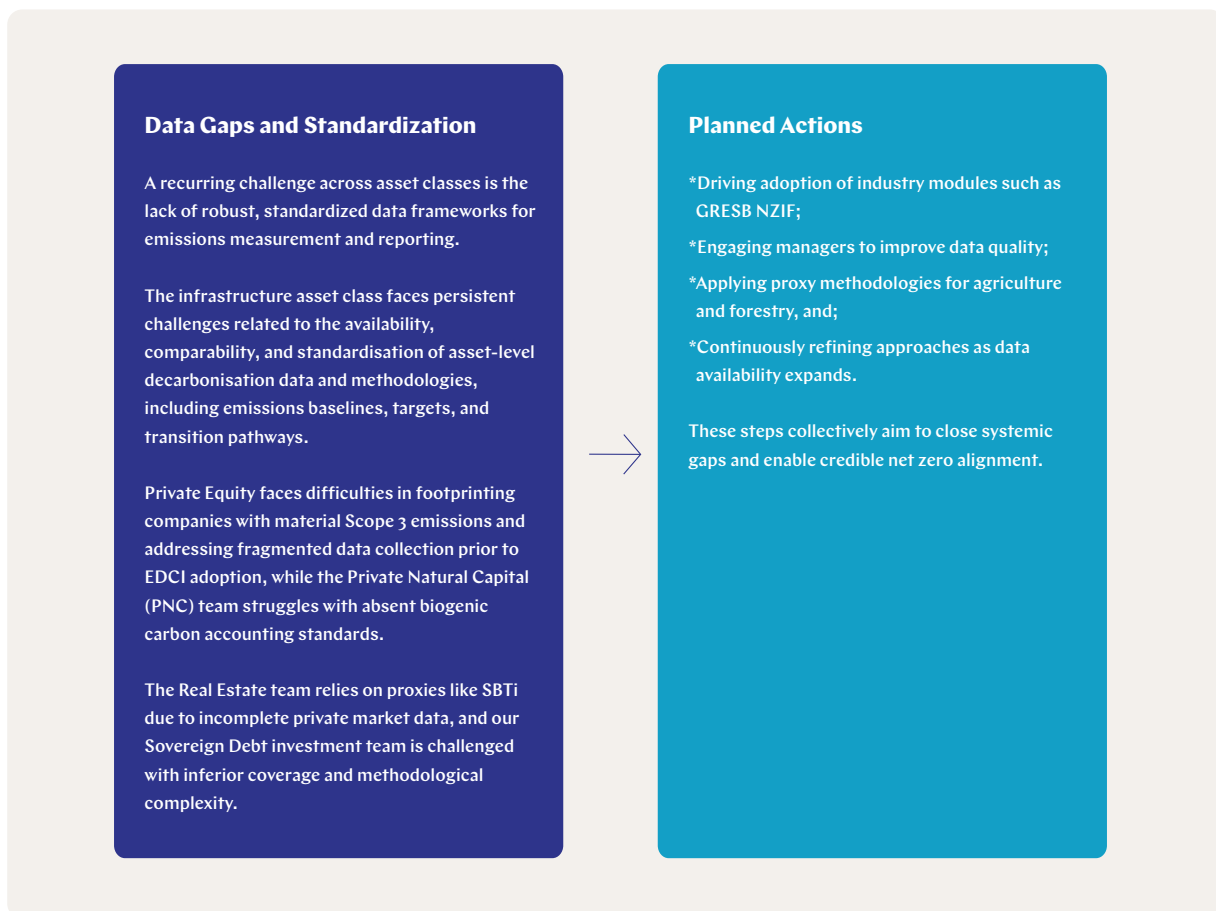 Data Gaps and Standardization
A recurring challenge across asset classes is the
lack of robust, standardized data frameworks for
emissions measurement and reporting.
The infrastructure asset class faces persistent
challenges related to the availability,
comparability, and standardisation of asset-level
decarbonisation data and methodologies,
including emissions baselines, targets, and
transition pathways.
Private Equity faces difficulties in footprinting
companies with material Scope 3 emissions and
addressing fragmented data collection prior to
EDCI adoption, while the Private Natural Capital
(PNC) team struggles with absent biogenic
carbon accounting standards.
The Real Estate team relies on proxies like SBTi
due to incomplete private market data, and our
Sovereign Debt investment team is challenged
with inferior coverage and methodological
complexity.
Planned Actions
*Driving adoption of industry modules such as
GRESB NZIF;
*Engaging managers to improve data quality;
*Applying proxy methodologies for agriculture
and forestry, and;
*Continuously refining approaches as data
availability expands.
These steps collectively aim to close systemic
gaps and enable credible net zero alignment.